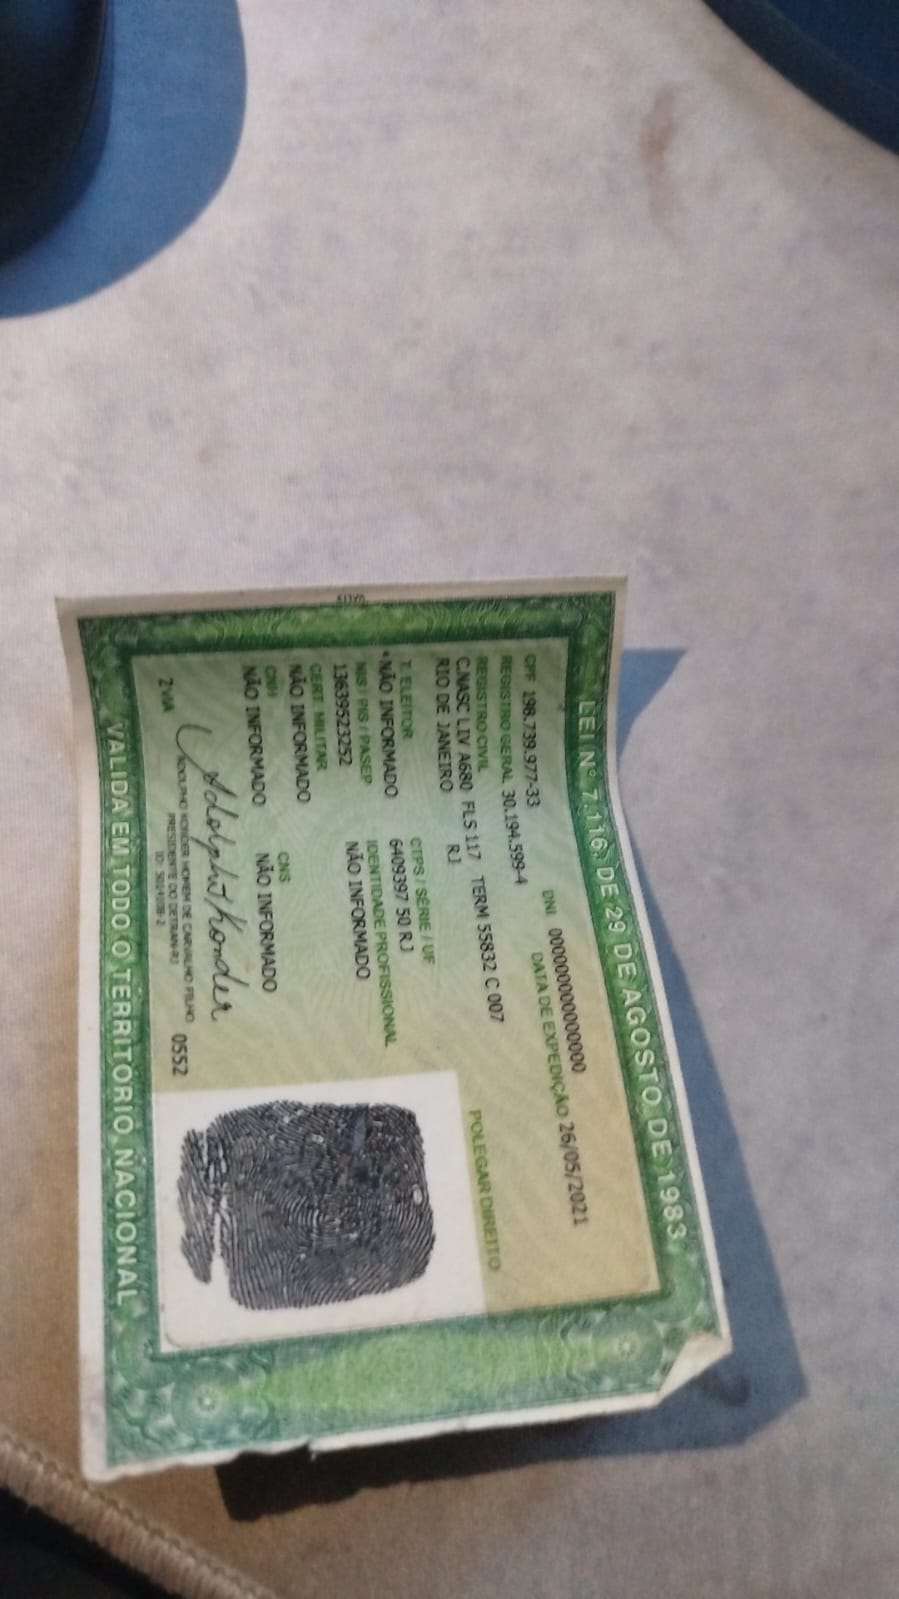 LEI Nº 7.116, DE 29 DE AGOSTO DE 1983
CPF 198.739.977-33 DNI 0000000000000000
REGISTRO GERAL 30.194.599-4 DATA DE EXPEDIÇÃO 26/05/2021
REGISTRO CIVIL
C.NASC LIV A680 FLS 117 TERM 55832 C 007
RIO DE JANEIRO RJ
POLEGAR DIREITO
T. ELEITOR CTPS / SÉRIE / UF
*NÃO INFORMADO 6409397 50 RJ
NIS / PIS / PASEP IDENTIDADE PROFISSIONAL
13639523252 NÃO INFORMADO
CERT. MILITAR
NÃO INFORMADO
CNH CNS
NÃO INFORMADO NÃO INFORMADO
Adolpho Konder
2 VIA ADOLPHO KONDER HOMEM DE CARVALHO FILHO 0552
PRESIDENTE DO DETRAN-RJ
VÁLIDA EM TODO O TERRITÓRIO NACIONAL